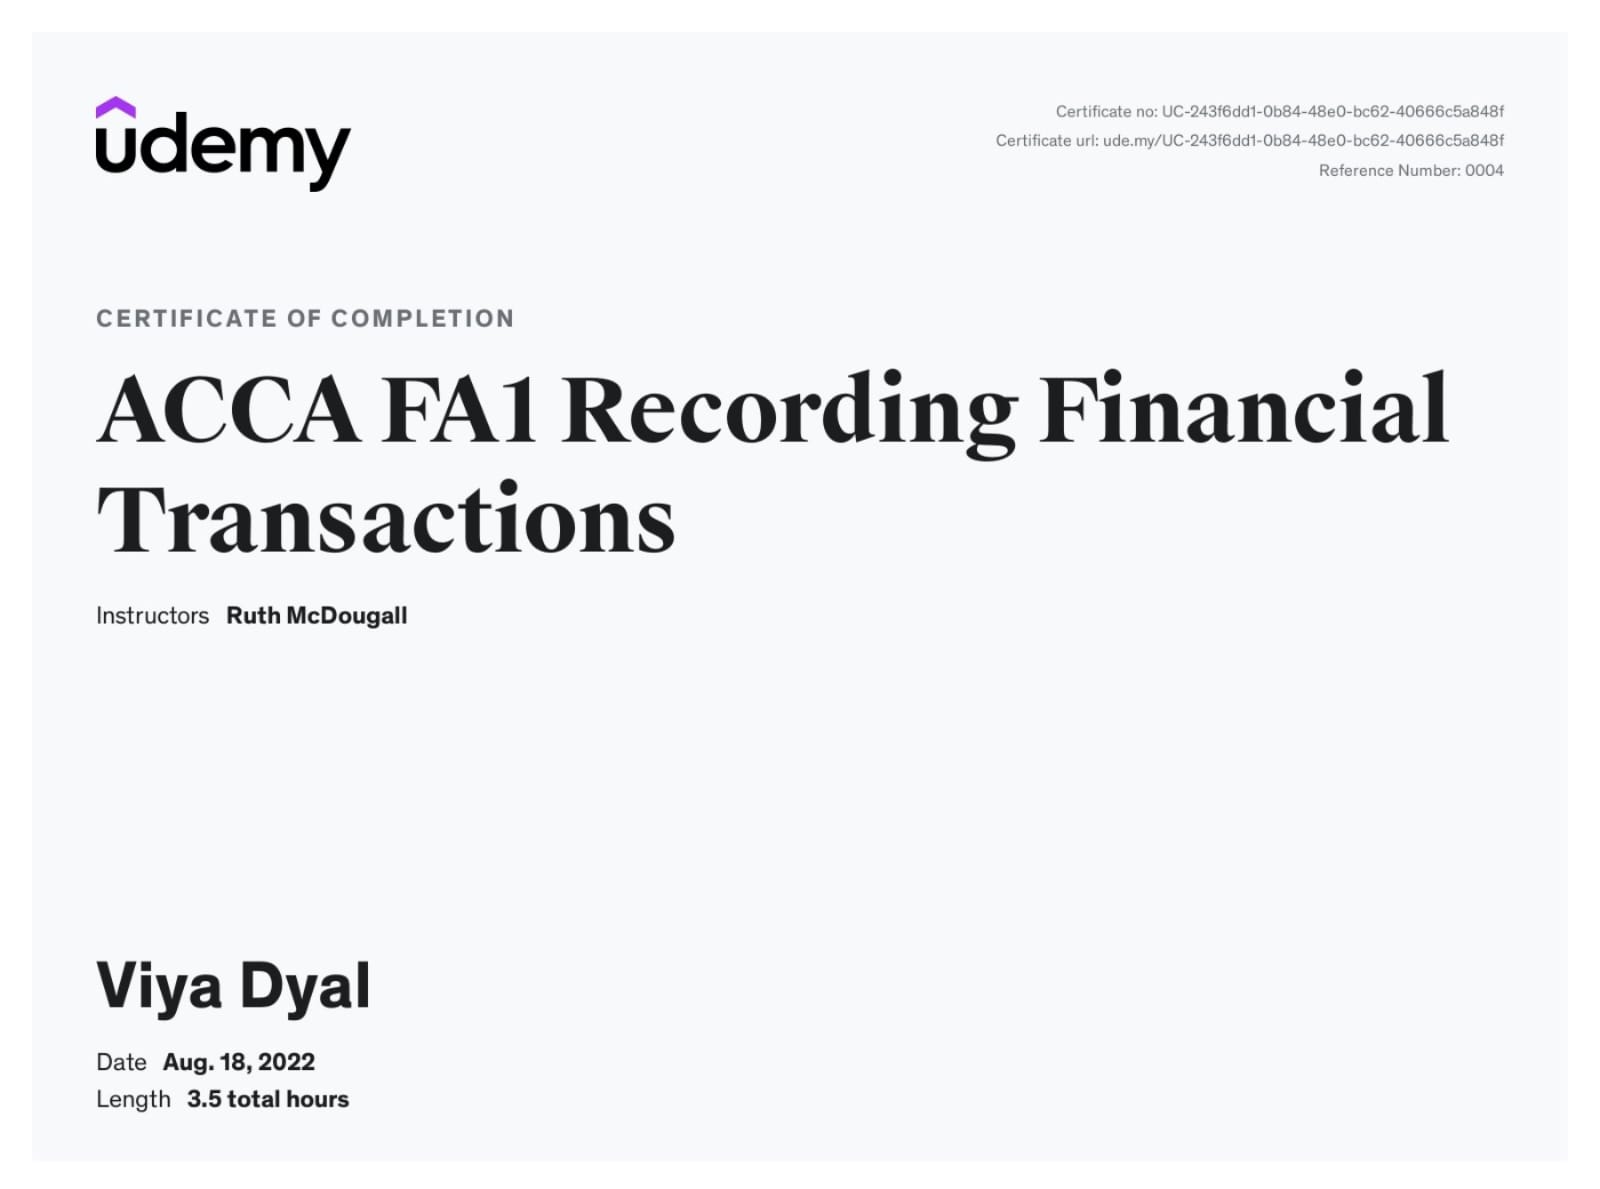 udemy
Certificate no: UC-243f6dd1-0b84-48e0-bc62-40666c5a848f
Certificate url: ude.my/UC-243f6dd1-0b84-48e0-bc62-40666c5a848f
Reference Number: 0004
CERTIFICATE OF COMPLETION
ACCA FA1 Recording Financial
Transactions
Instructors Ruth McDougall
Viya Dyal
Date Aug. 18, 2022
Length 3.5 total hours